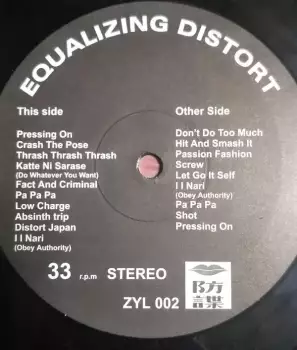 EQUALIZING DISTORT
This side
Pressing On
Crash The Pose
Thrash Thrash Thrash
Katte Ni Sarase
(Do Whatever You Want)
Fact And Criminal
Pa Pa Pa
Low Charge
Absinth trip
Distort Japan
I I Nari
(Obey Authority)
Other Side
Don't Do Too Much
Hit And Smash It
Passion Fashion
Screw
Let Go It Self
I I Nari
(Obey Authority)
Pa Pa Pa
Shot
Pressing On
33 r.p.m STEREO
ZYL 002
防諜